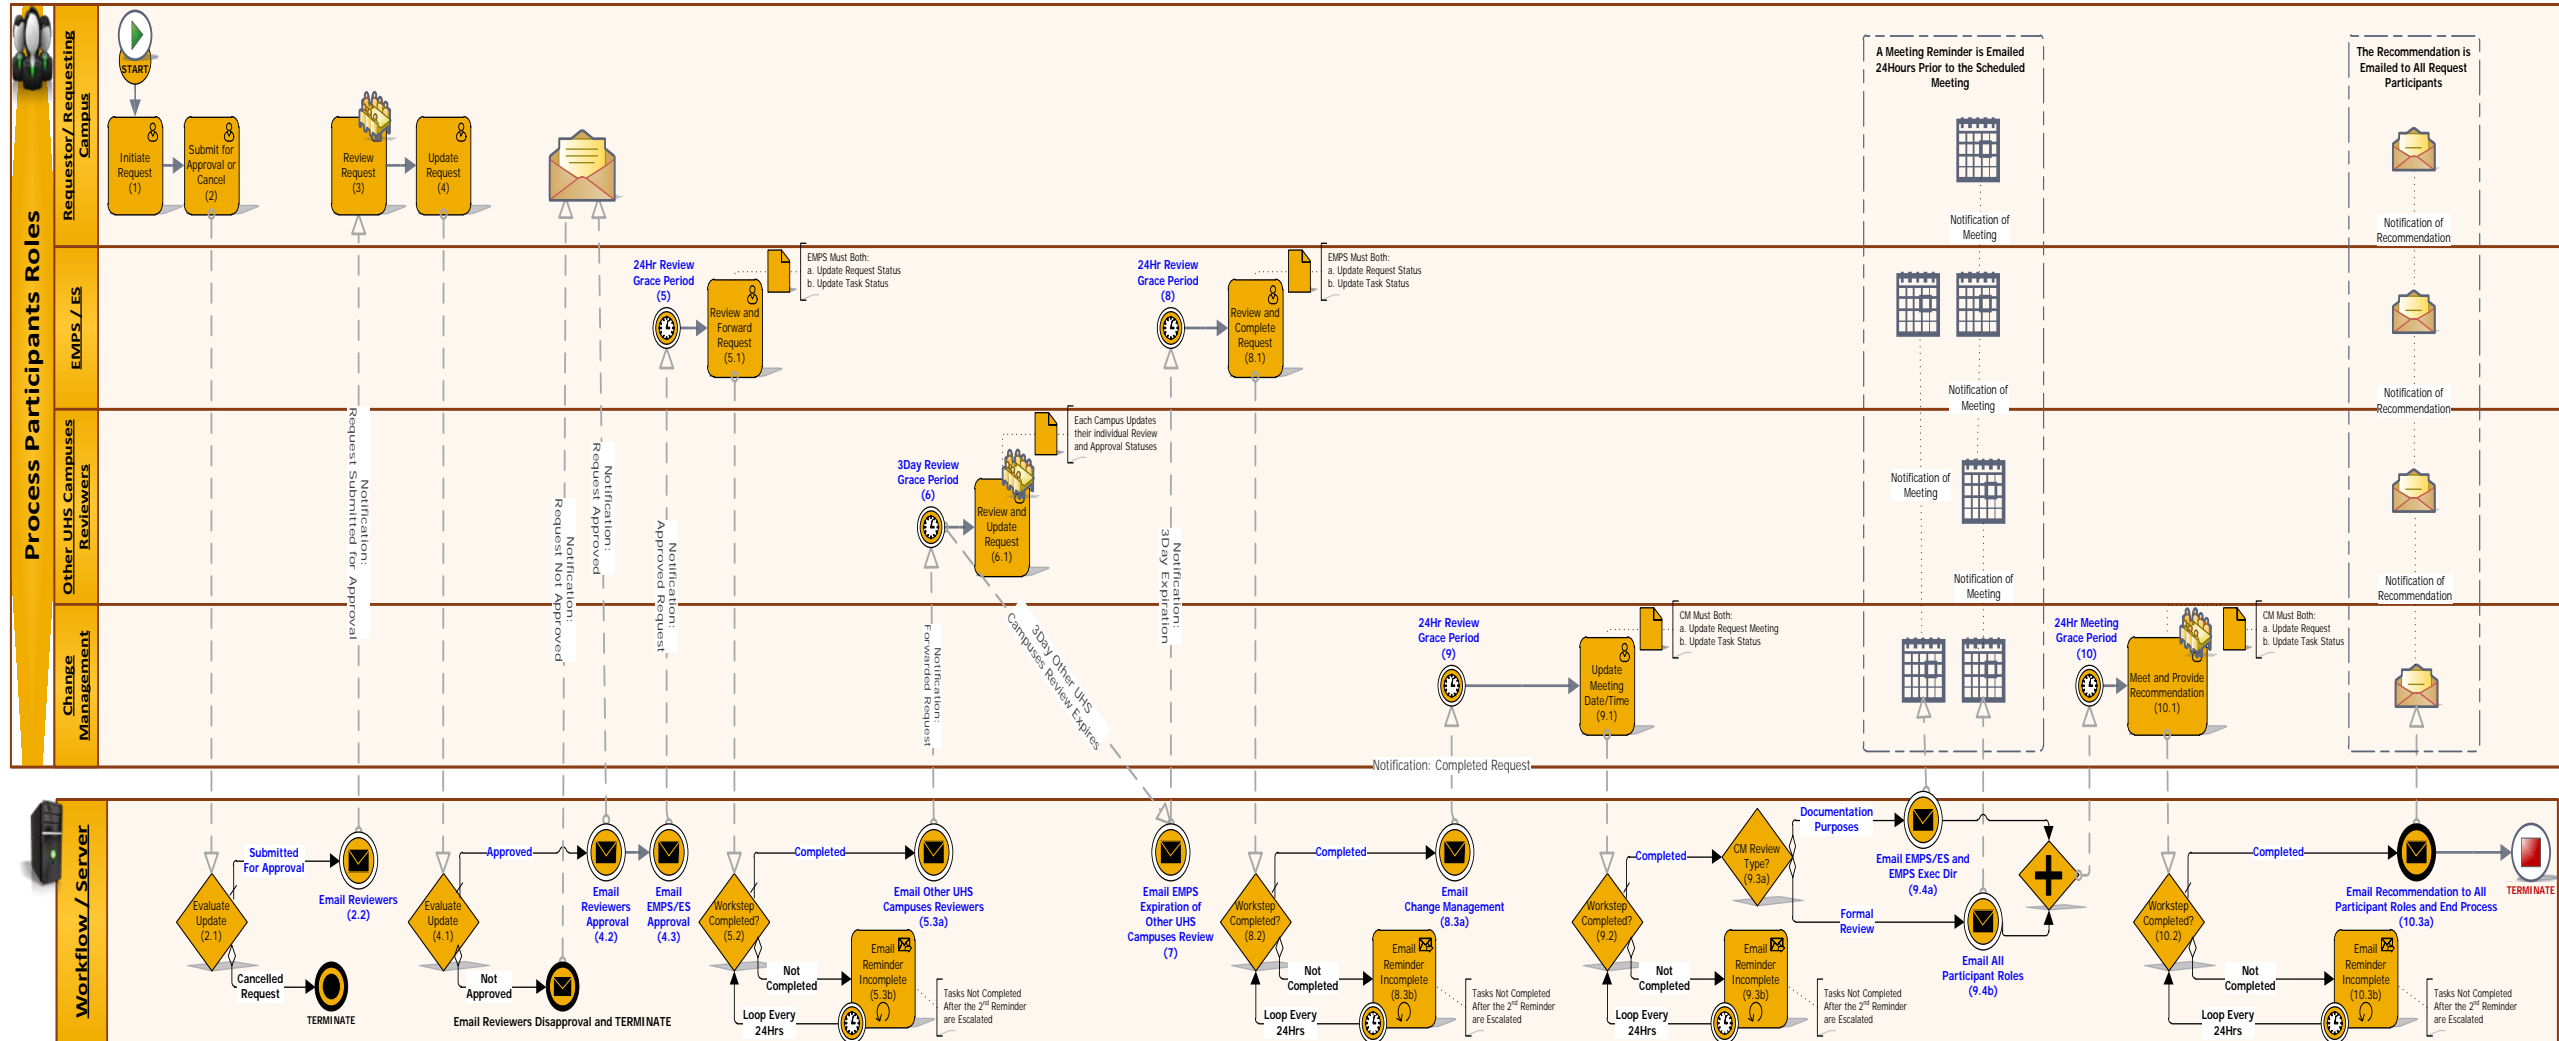 Process Participants Roles
Requestor/ Requesting
Campus
START
Initiate
Request
(1)
Submit for
Approval or
Cancel
(2)
Review
Request
(3)
Update
Request
(4)
A Meeting Reminder is Emailed
24Hours Prior to the Scheduled
Meeting
The Recommendation is
Emailed to All Request
Participants
Notification of
Meeting
Notification of
Recommendation
EMPS / ES
24Hr Review
Grace Period
(5)
Review and
Forward
Request
(5.1)
EMPS Must Both:
a. Update Request Status
b. Update Task Status
24Hr Review
Grace Period
(8)
Review and
Complete
Request
(8.1)
EMPS Must Both:
a. Update Request Status
b. Update Task Status
Notification of
Meeting
Notification of
Recommendation
Other UHS Campuses
Reviewers
Notification:
Request Submitted for Approval
Notification:
Request Not Approved
Notification:
Request Approved
Notification:
Approved Request
3Day Review
Grace Period
(6)
Review and
Update
Request
(6.1)
Each Campus Updates
their individual Review
and Approval Statuses
Notification:
3Day Expiration
Notification of
Meeting
Notification of
Meeting
Notification of
Recommendation
Change
Management
Notification:
Forwarded Request
3Day Other UHS
Campuses Review Expires
24Hr Review
Grace Period
(9)
Update
Meeting
Date/Time
(9.1)
CM Must Both:
a. Update Request Meeting
b. Update Task Status
24Hr Meeting
Grace Period
(10)
Meet and Provide
Recommendation
(10.1)
CM Must Both:
a. Update Request
b. Update Task Status
Notification: Completed Request
Workflow / Server
Evaluate
Update
(2.1)
Submitted
For Approval
Email Reviewers
(2.2)
Cancelled
Request
TERMINATE
Evaluate
Update
(4.1)
Approved
Email
Reviewers
Approval
(4.2)
Email
EMPS/ES
Approval
(4.3)
Not
Approved
Email Reviewers Disapproval and TERMINATE
Workstep
Completed?
(5.2)
Completed
Email Other UHS
Campuses Reviewers
(5.3a)
Not
Completed
Email
Reminder
Incomplete
(5.3b)
Loop Every
24Hrs
Tasks Not Completed
After the 2nd Reminder
are Escalated
Email EMPS
Expiration of
Other UHS
Campuses Review
(7)
Workstep
Completed?
(8.2)
Completed
Email
Change Management
(8.3a)
Not
Completed
Email
Reminder
Incomplete
(8.3b)
Loop Every
24Hrs
Tasks Not Completed
After the 2nd Reminder
are Escalated
Workstep
Completed?
(9.2)
Completed
CM Review
Type?
(9.3a)
Documentation
Purposes
Email EMPS/ES and
EMPS Exec Dir
(9.4a)
Formal
Review
Email All
Participant Roles
(9.4b)
Not
Completed
Email
Reminder
Incomplete
(9.3b)
Loop Every
24Hrs
Tasks Not Completed
After the 2nd Reminder
are Escalated
Workstep
Completed?
(10.2)
Completed
Email Recommendation to All
Participant Roles and End Process
(10.3a)
TERMINATE
Not
Completed
Email
Reminder
Incomplete
(10.3b)
Loop Every
24Hrs
Tasks Not Completed
After the 2nd Reminder
are Escalated